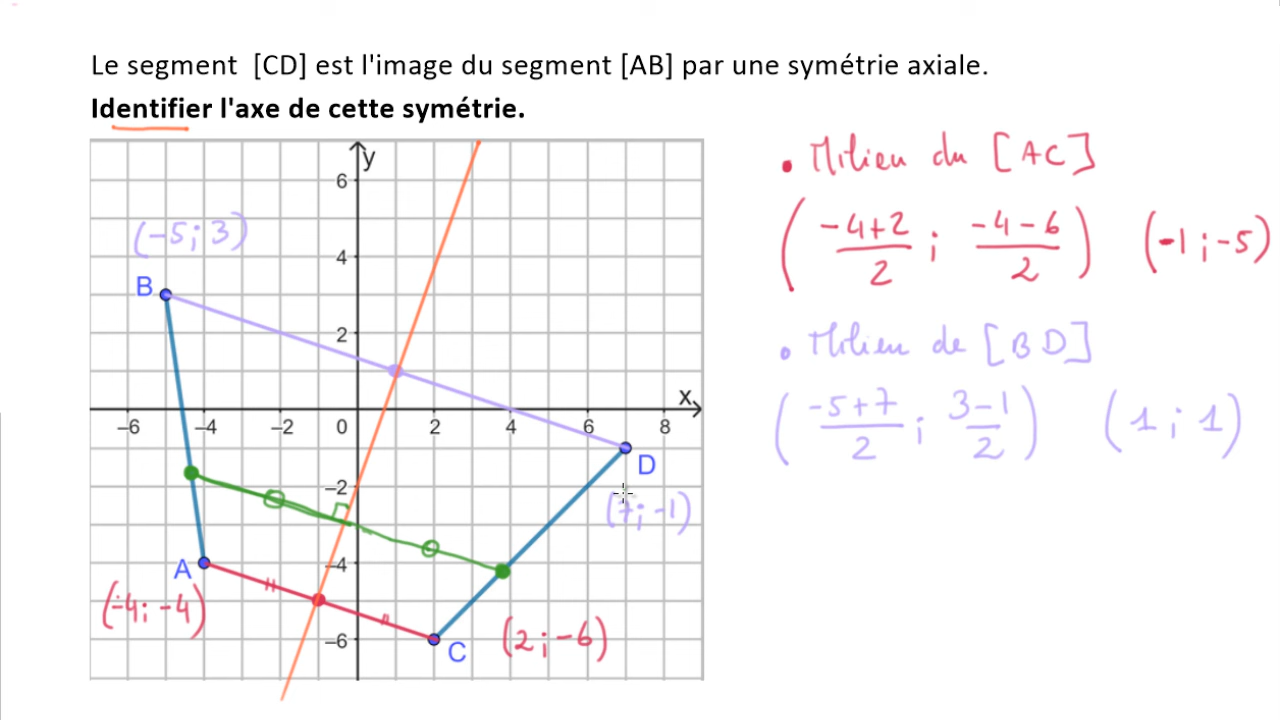 Le segment [CD] est l'image du segment [AB] par une symétrie axiale.
Identifier l'axe de cette symétrie.
• Milieu du [AC]
( -4+2 / 2 ; -4-6 / 2 ) (-1 ; -5)
• Milieu de [BD]
( -5+7 / 2 ; 3-1 / 2 ) (1 ; 1)
y
6
(-5; 3)
4
B
2
x
-6 -4 -2 0 2 4 6 8
D
-2
(7; -1)
-4
A
(-4; -4)
-6
C
(2; -6)